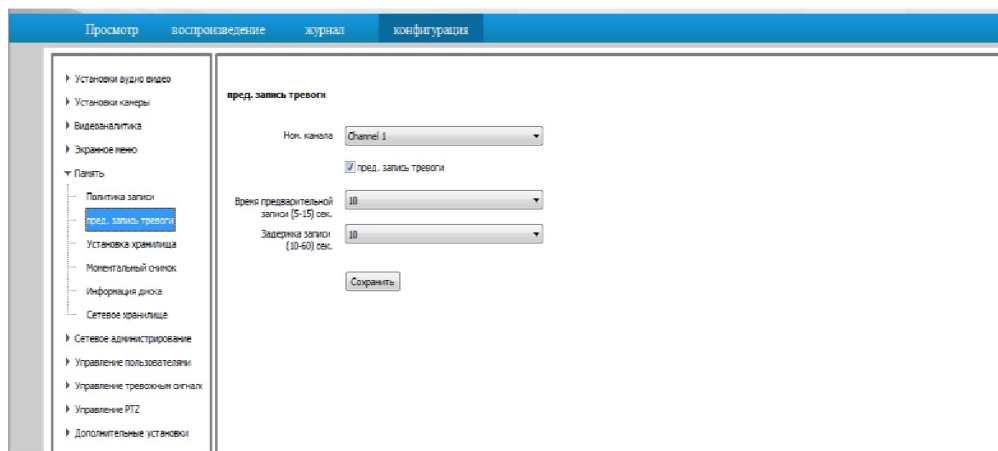 Просмотр воспроизведение журнал конфигурация
Установки аудио видео
Установки камеры
Видеоаналитика
Экранное меню
Память
Политика записи
пред. запись тревоги
Установка хранилища
Моментальный снимок
Информация диска
Сетевое хранилище
Сетевое администрирование
Управление пользователями
Управление тревожным сигнало
Управление PTZ
Дополнительные установки
пред. запись тревоги
Ном. канала Channel 1
пред. запись тревоги
Время предварительной
записи (5-15) сек.
10
Задержка записи
(10-60) сек.
10
Сохранить